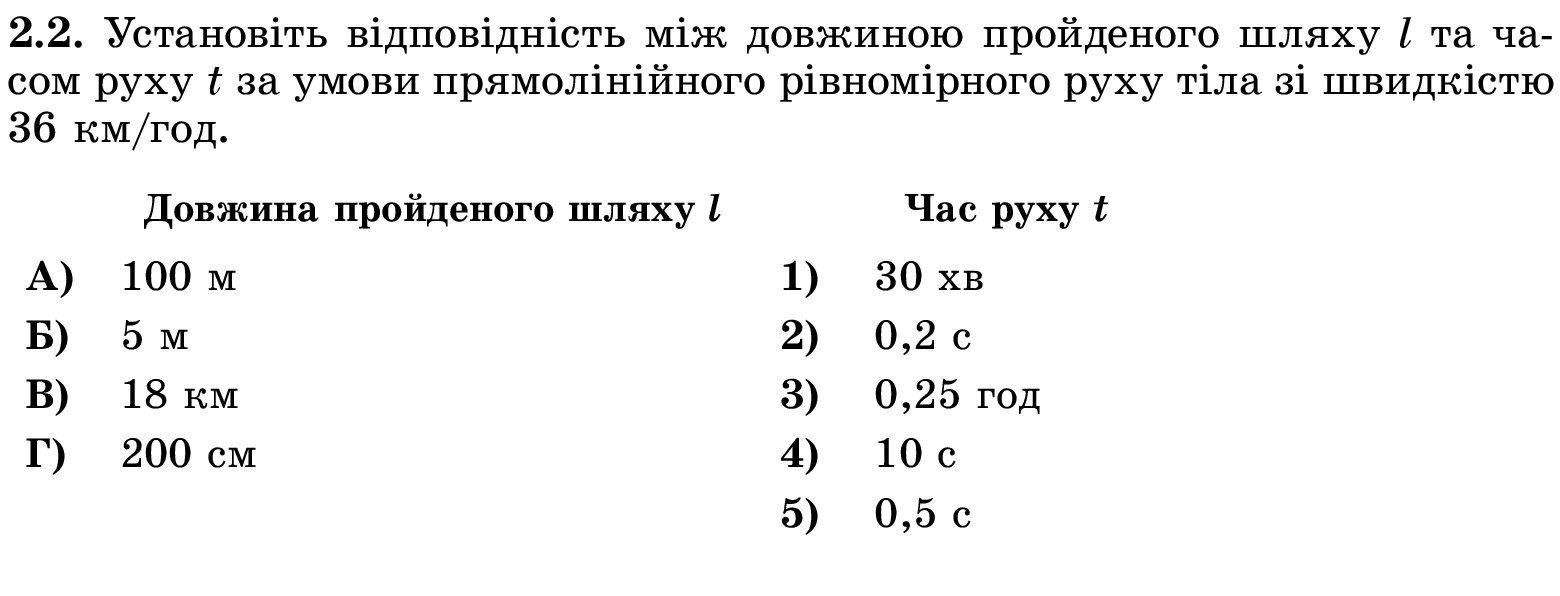 2.2. Установіть відповідність між довжиною пройденого шляху l та ча-
сом руху t за умови прямолінійного рівномірного руху тіла зі швидкістю
36 км/год.
Довжина пройденого шляху l Час руху t
А) 100 м 1) 30 хв
Б) 5 м 2) 0,2 с
В) 18 км 3) 0,25 год
Г) 200 см 4) 10 с
5) 0,5 с